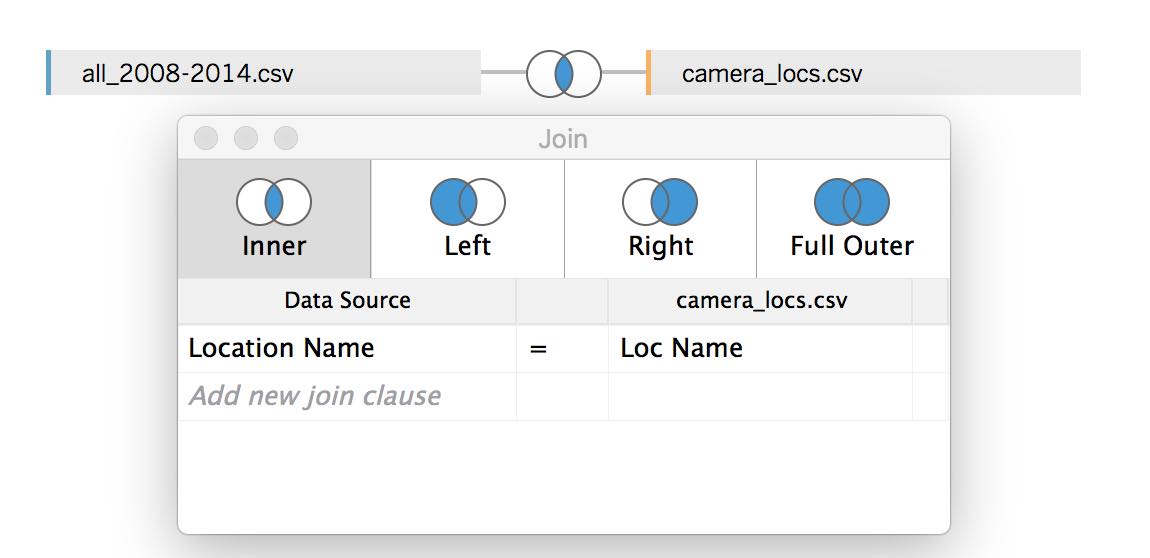 all_2008-2014.csv
camera_locs.csv
Join
Inner
Left
Right
Full Outer
Data Source
camera_locs.csv
Location Name
=
Loc Name
Add new join clause